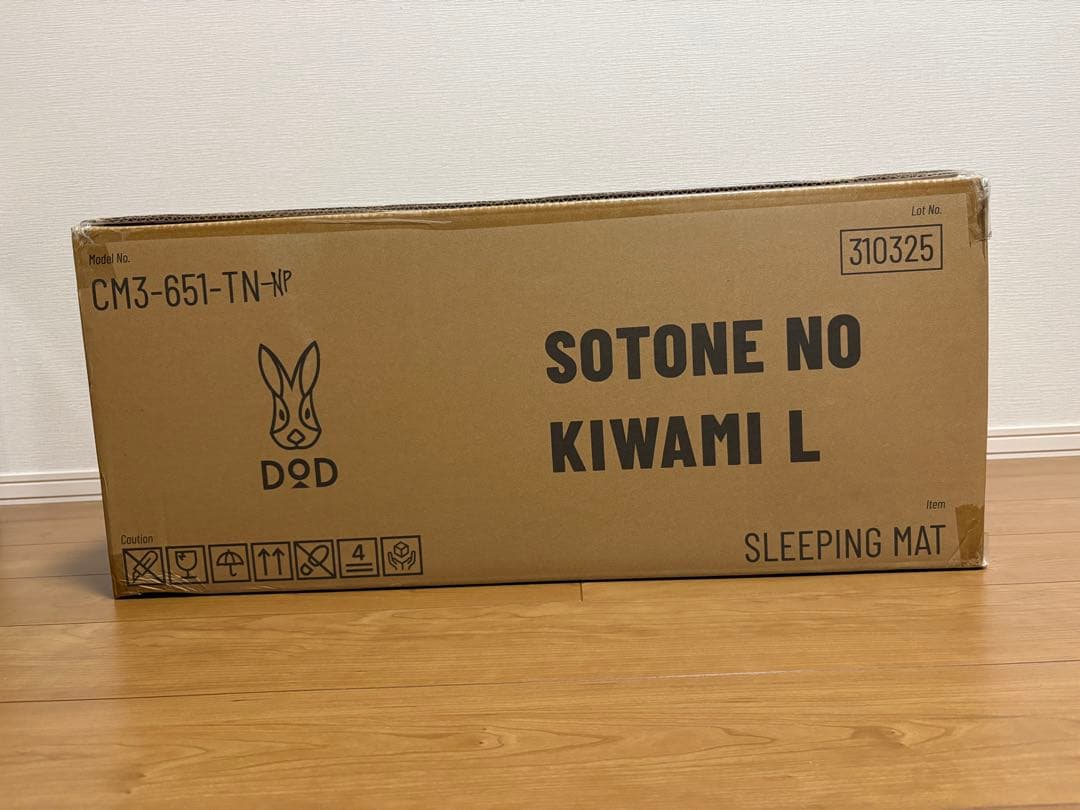 Model No.
CM3-651-TN-NP
Lot No.
310325
DOD
SOTONE NO
KIWAMI L
Caution
4
Item
SLEEPING MAT